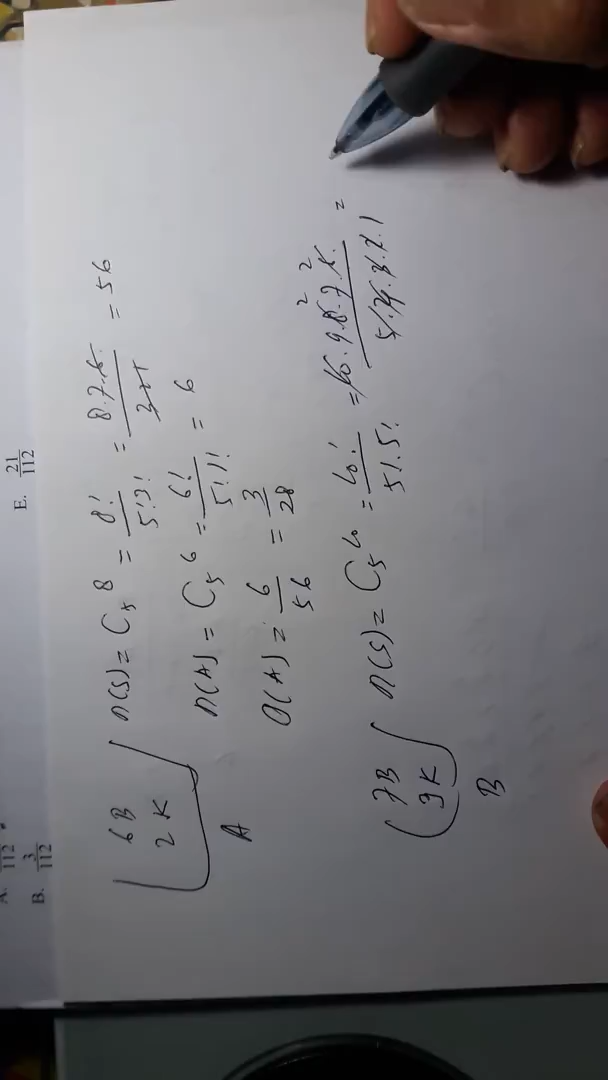 A. /112
B. 3/112
E. 21/112
6B
2K
A
n(S) = C₅⁸ = 8!/5!3! = 8.7.6./3.2.1 = 56
n(A) = C₅⁶ = 6!/5!1! = 6
P(A) = 6/56 = 3/28
7B
3K
B
n(S) = C₅¹⁰ = 10!/5!.5! = 10.9.8.7.6./5.4.3.2.1 =